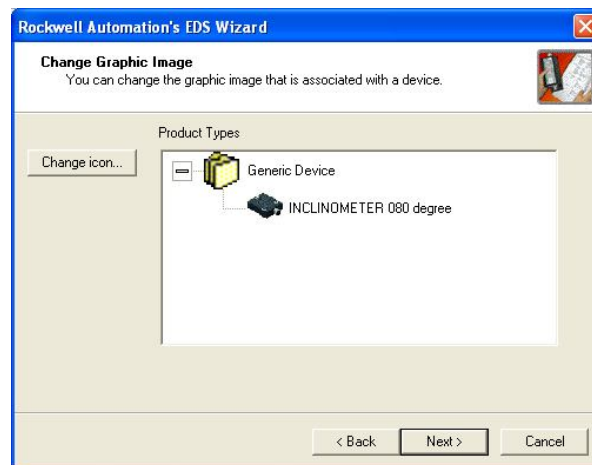 Rockwell Automation's EDS Wizard
Change Graphic Image
You can change the graphic image that is associated with a device.
Product Types
Change icon...
Generic Device
INCLINOMETER 080 degree
< Back
Next >
Cancel